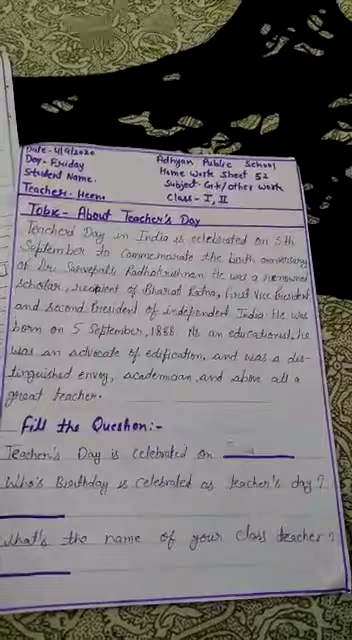 Date- 4/9/2020
Day- Friday
Student Name.
Teacher- Heem
Adhyan Public School
Home Work Sheet 52
Subject- G.K/other work
Class- I, II
Tobic- About Teacher's Day
Teachers' Day in India is celebrated on 5th
September to commemorate the birth anniversary
of Dr. Sarvepalli Radhakrishnan. He was a renowned
scholar, recipient of Bharat Ratna, first Vice President,
and second President of independent India. He was
born on 5 September, 1888. As an educationist, he
was an advocate of edification, and was a dis-
tinguished envoy, academician, and above all a
great teacher.
Fill the Question:-
Teacher's Day is celebrated on
Who's Birthday is celebrated as teacher's day?
What's the name of your class teacher?